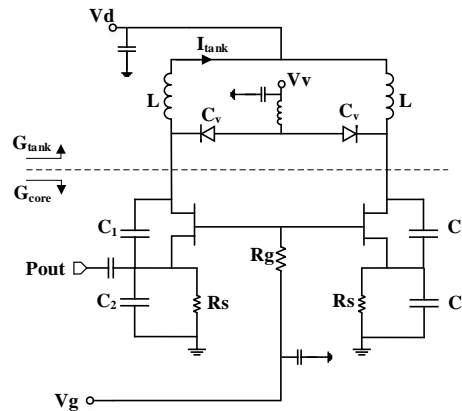 Vd
I_tank
Vv
L
L
C_v
C_v
G_tank
G_core
C_1
C
Rg
Pout
C_2
Rs
Rs
C
Vg